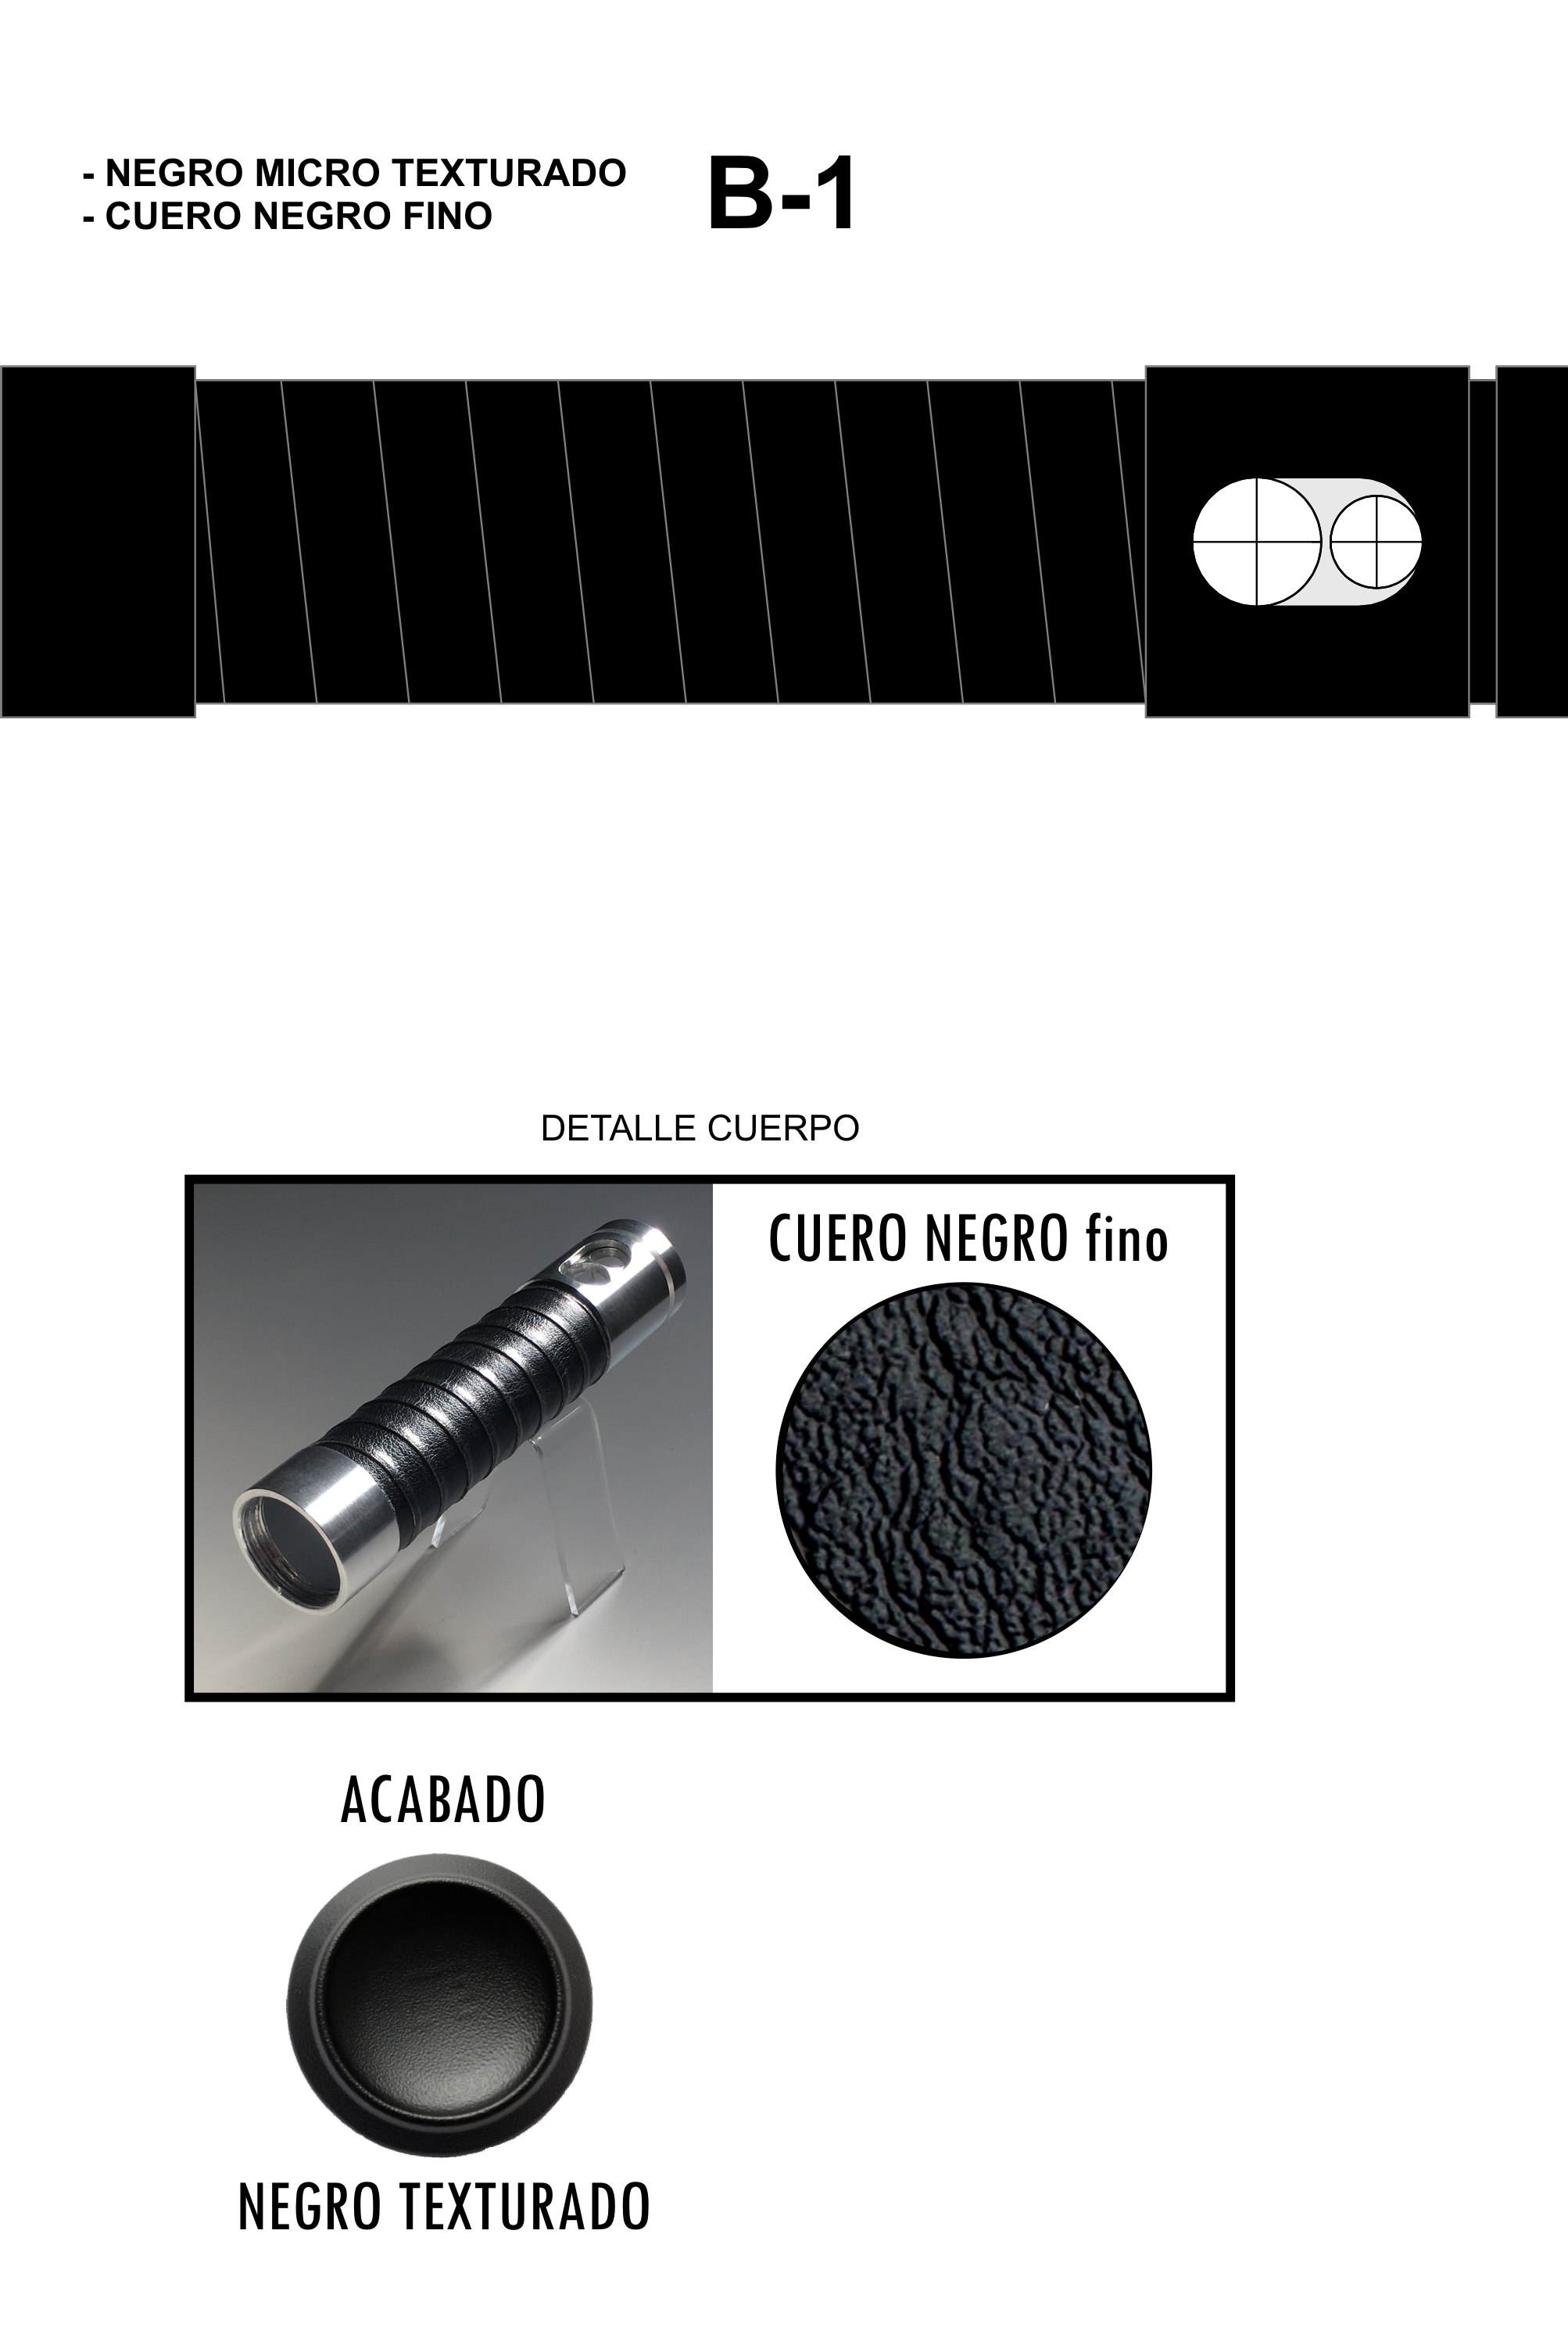 - NEGRO MICRO TEXTURADO
- CUERO NEGRO FINO
B-1
DETALLE CUERPO
CUERO NEGRO fino
ACABADO
NEGRO TEXTURADO